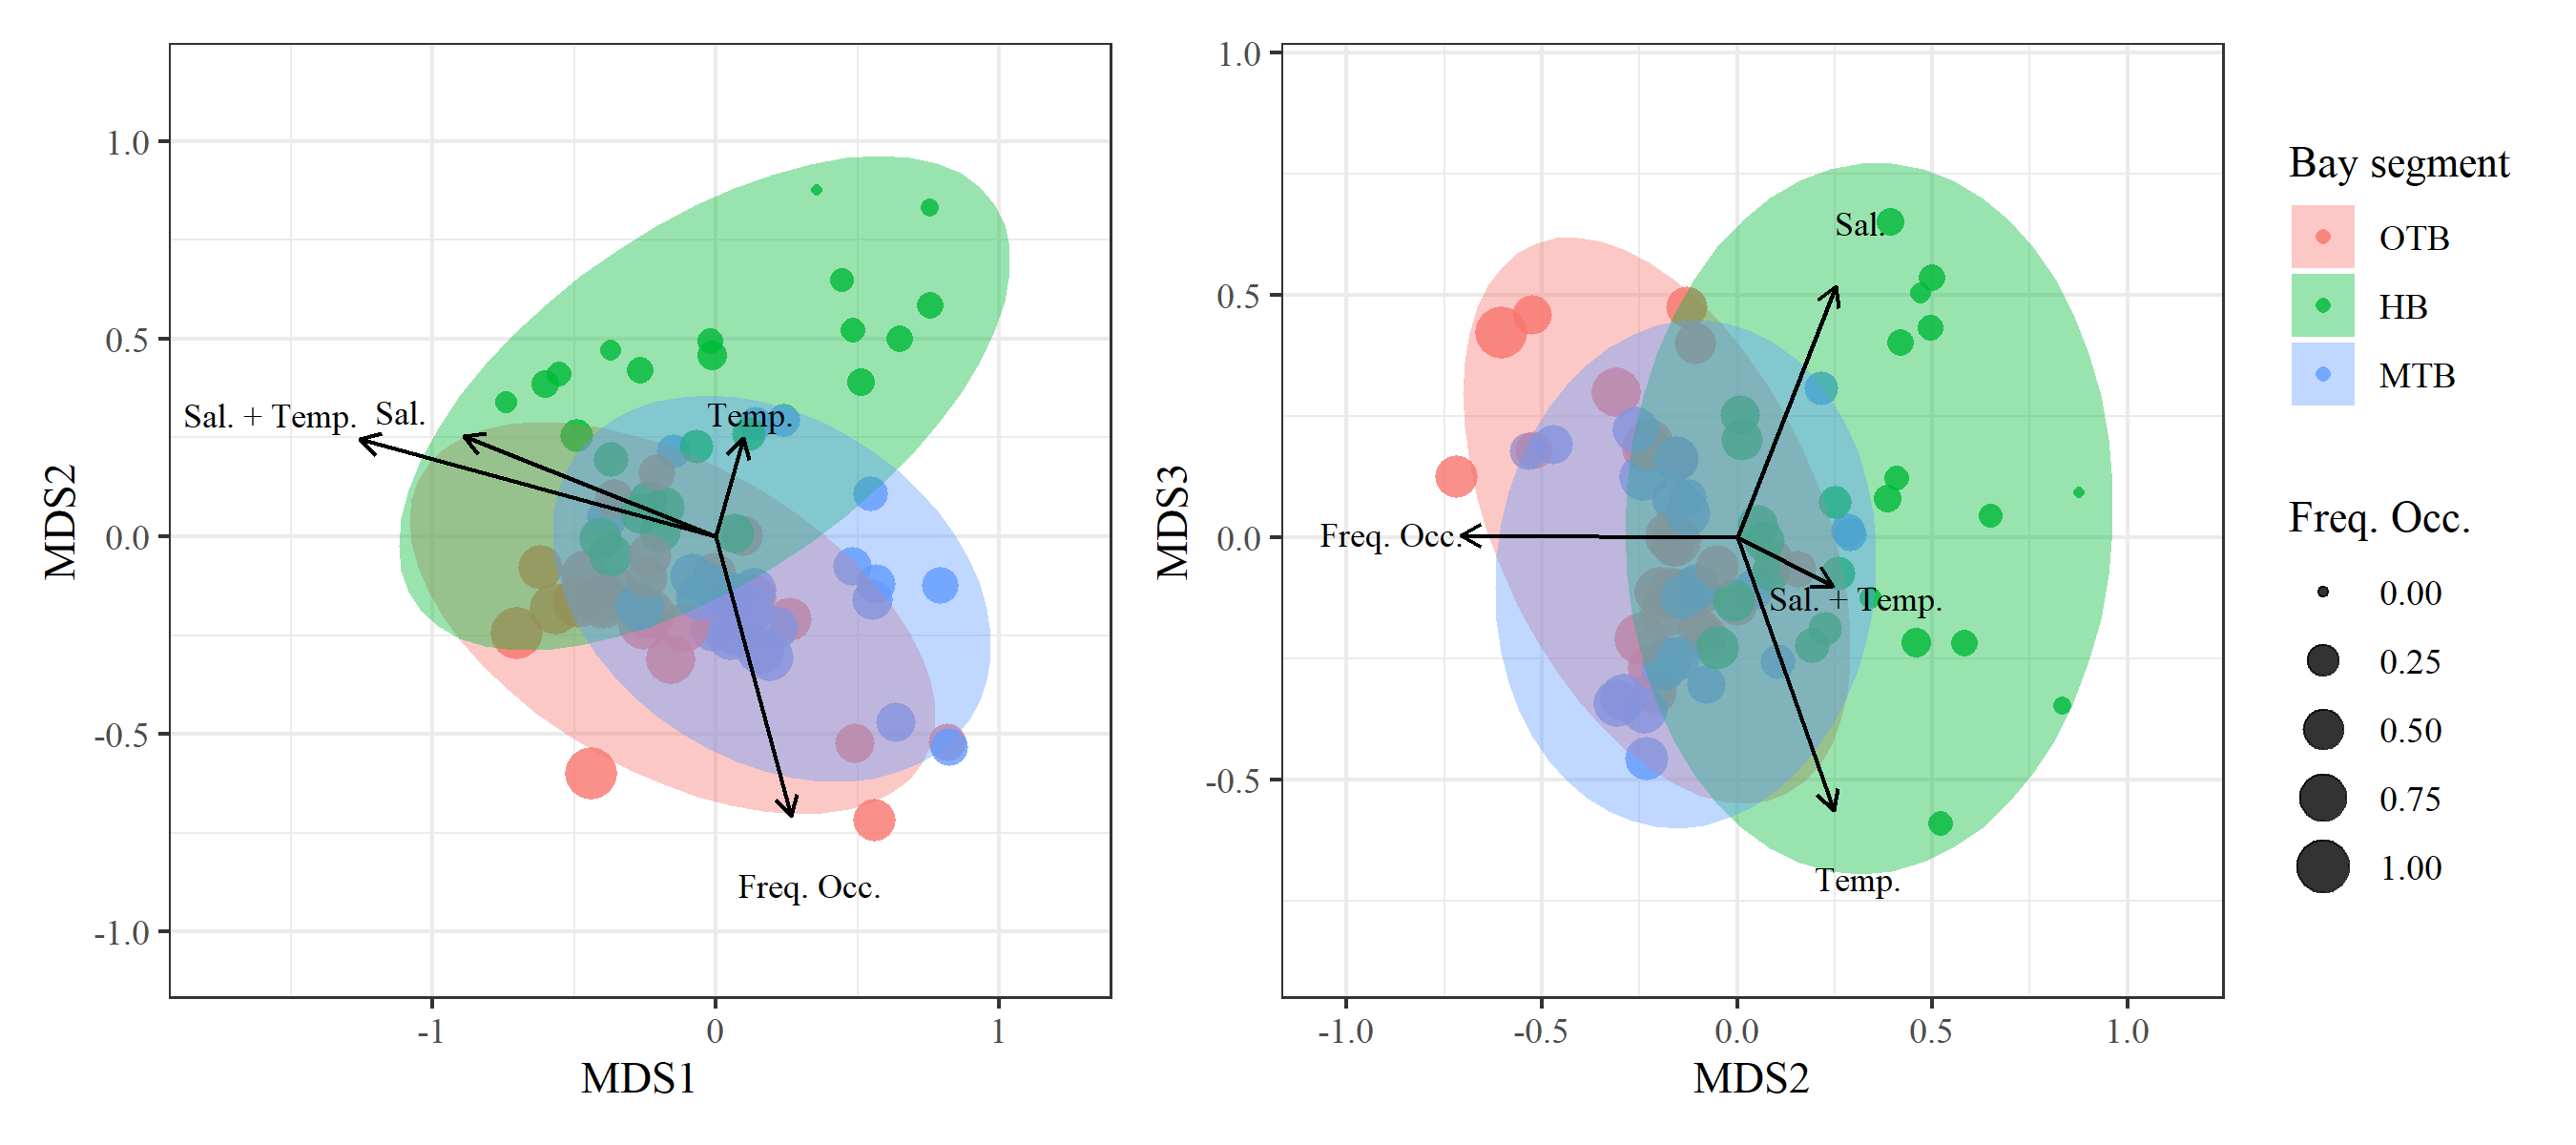 1.0
0.5
0.0
-0.5
-1.0
MDS2
Sal. + Temp.
Sal.
Temp.
Freq. Occ.
-1
0
1
MDS1
1.0
0.5
0.0
-0.5
MDS3
Sal.
Freq. Occ.
Sal. + Temp.
Temp.
-1.0
-0.5
0.0
0.5
1.0
MDS2
Bay segment
OTB
HB
MTB
Freq. Occ.
0.00
0.25
0.50
0.75
1.00